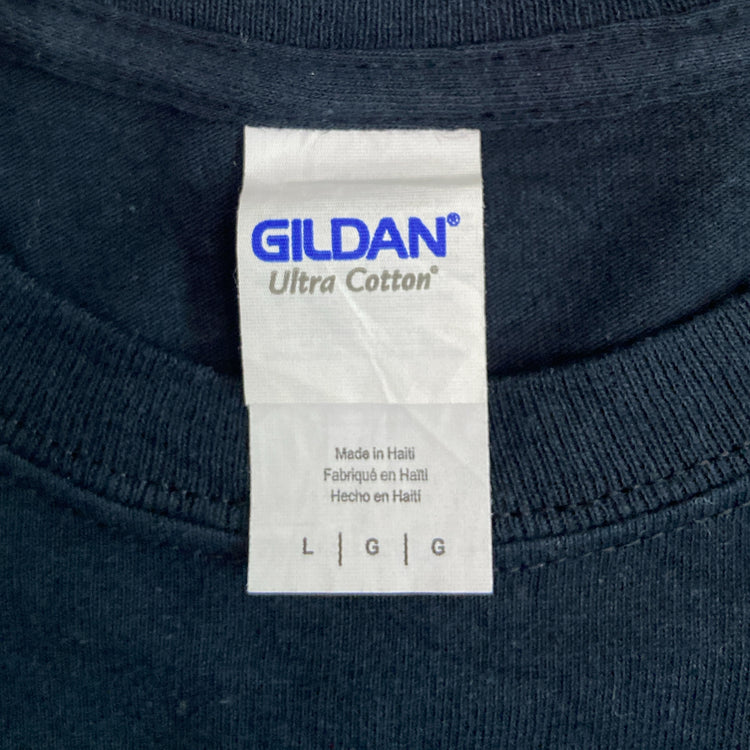 GILDAN®
Ultra Cotton®
Made in Haiti
Fabriqué en Haïti
Hecho en Haití
L | G | G